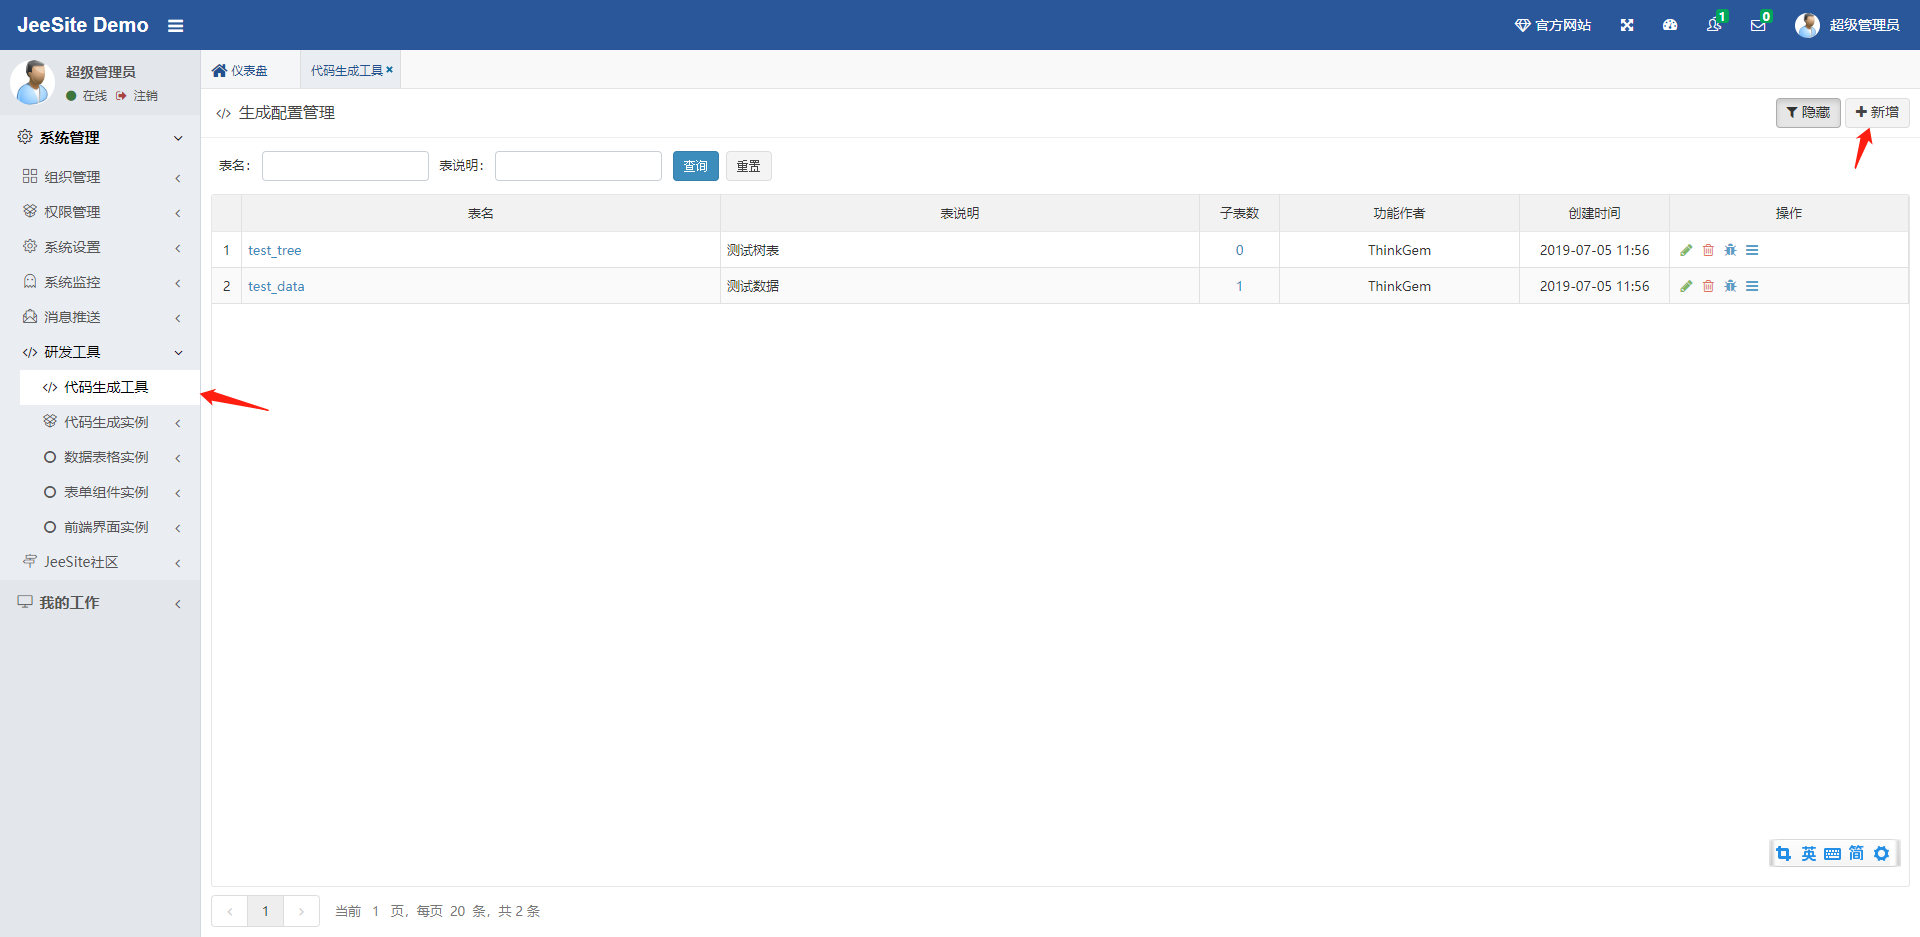 JeeSite Demo
官方网站
1
0
超级管理员
超级管理员
在线 注销
系统管理
组织管理
权限管理
系统设置
系统监控
消息推送
研发工具
代码生成工具
代码生成实例
数据表格实例
表单组件实例
前端界面实例
JeeSite社区
我的工作
仪表盘 代码生成工具
生成配置管理
隐藏 新增
表名： 表说明： 查询 重置
表名 表说明 子表数 功能作者 创建时间 操作
1 test_tree 测试树表 0 ThinkGem 2019-07-05 11:56
2 test_data 测试数据 1 ThinkGem 2019-07-05 11:56
英 简
1 当前 1 页，每页 20 条，共 2 条